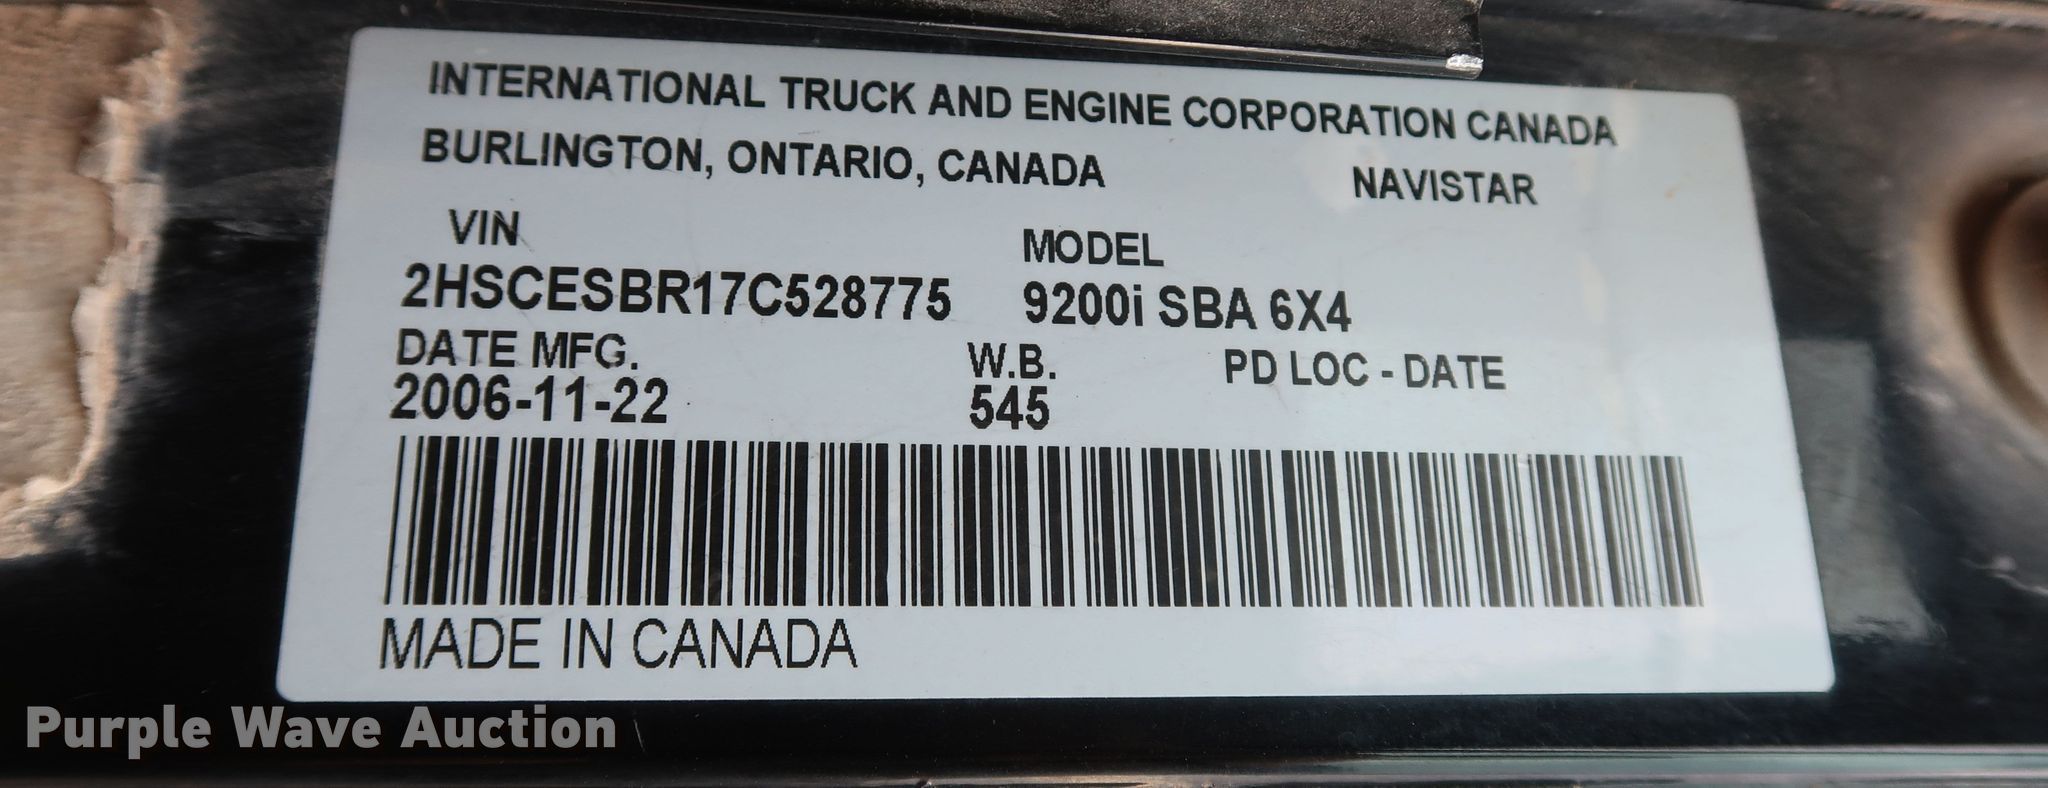 INTERNATIONAL TRUCK AND ENGINE CORPORATION CANADA
BURLINGTON, ONTARIO, CANADA NAVISTAR
VIN MODEL
2HSCESBR17C528775 9200i SBA 6X4
DATE MFG. W.B. PD LOC - DATE
2006-11-22 545
MADE IN CANADA
Purple Wave Auction